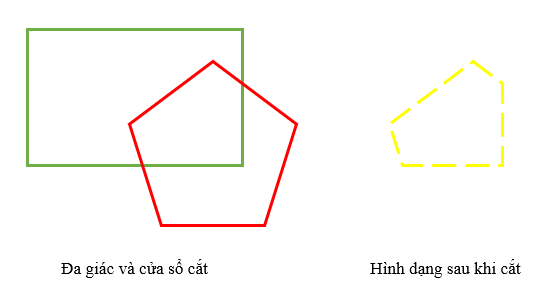 Đa giác và cửa sổ cắt
Hình dạng sau khi cắt